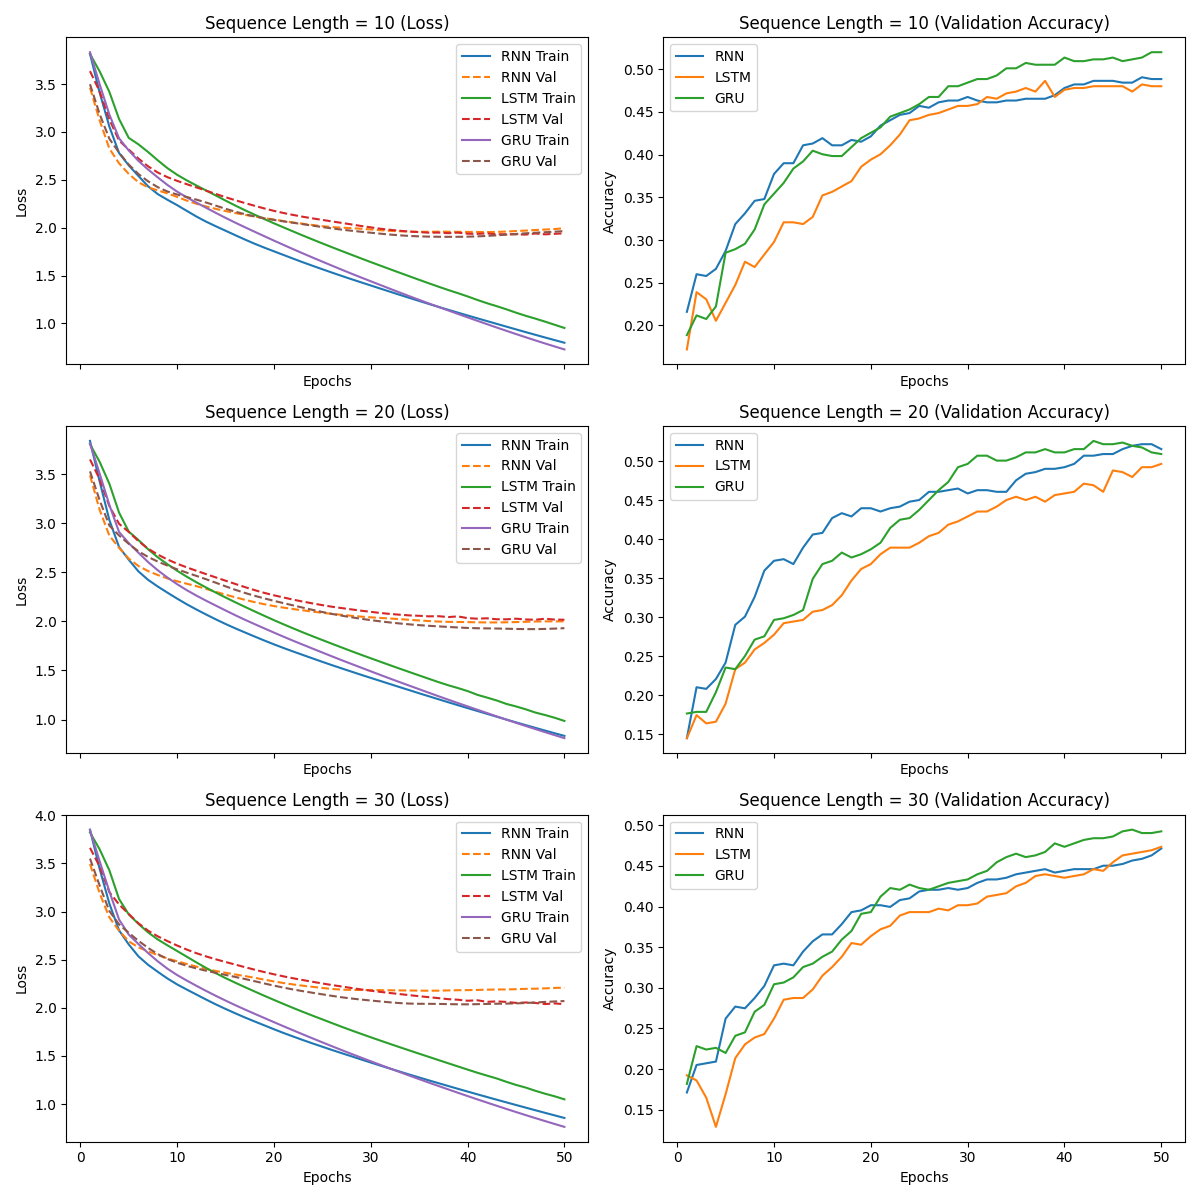 Sequence Length = 10 (Loss)
Loss
3.5
3.0
2.5
2.0
1.5
1.0
RNN Train
RNN Val
LSTM Train
LSTM Val
GRU Train
GRU Val
Epochs
Sequence Length = 10 (Validation Accuracy)
Accuracy
0.50
0.45
0.40
0.35
0.30
0.25
0.20
RNN
LSTM
GRU
Epochs
Sequence Length = 20 (Loss)
Loss
3.5
3.0
2.5
2.0
1.5
1.0
RNN Train
RNN Val
LSTM Train
LSTM Val
GRU Train
GRU Val
Epochs
Sequence Length = 20 (Validation Accuracy)
Accuracy
0.50
0.45
0.40
0.35
0.30
0.25
0.20
0.15
RNN
LSTM
GRU
Epochs
Sequence Length = 30 (Loss)
Loss
4.0
3.5
3.0
2.5
2.0
1.5
1.0
RNN Train
RNN Val
LSTM Train
LSTM Val
GRU Train
GRU Val
0 10 20 30 40 50
Epochs
Sequence Length = 30 (Validation Accuracy)
Accuracy
0.50
0.45
0.40
0.35
0.30
0.25
0.20
0.15
RNN
LSTM
GRU
0 10 20 30 40 50
Epochs